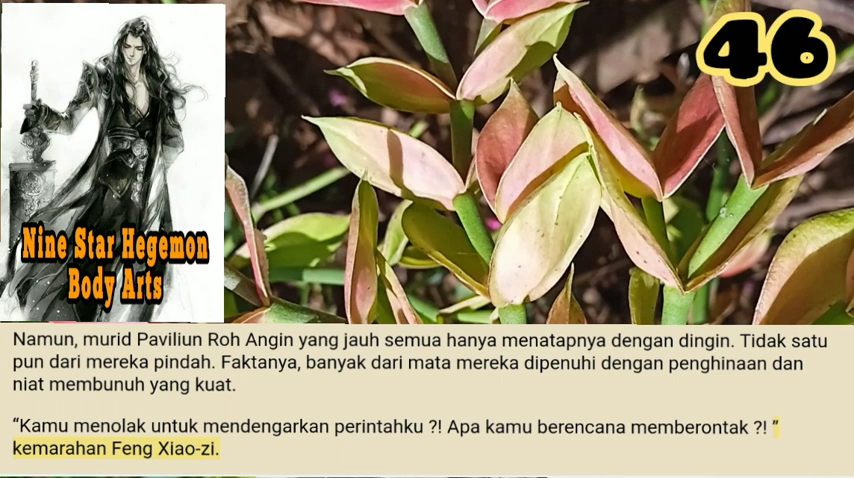 46
Nine Star Hegemon
Body Arts
Namun, murid Paviliun Roh Angin yang jauh semua hanya menatapnya dengan dingin. Tidak satu
pun dari mereka pindah. Faktanya, banyak dari mata mereka dipenuhi dengan penghinaan dan
niat membunuh yang kuat.
“Kamu menolak untuk mendengarkan perintahku ?! Apa kamu berencana memberontak ?! ”
kemarahan Feng Xiao-zi.